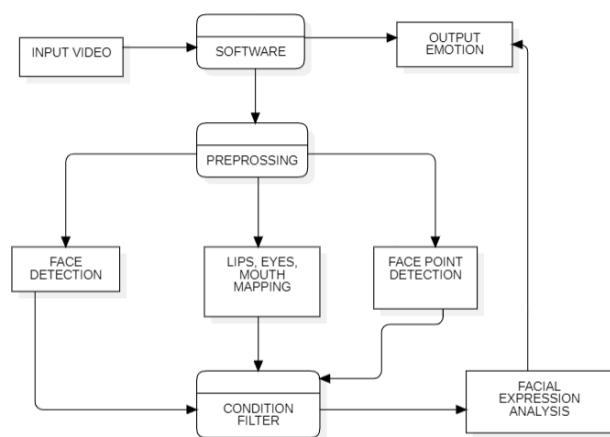 INPUT VIDEO
SOFTWARE
OUTPUT
EMOTION
PREPROSSING
FACE
DETECTION
LIPS, EYES,
MOUTH
MAPPING
FACE POINT
DETECTION
CONDITION
FILTER
FACIAL
EXPRESSION
ANALYSIS